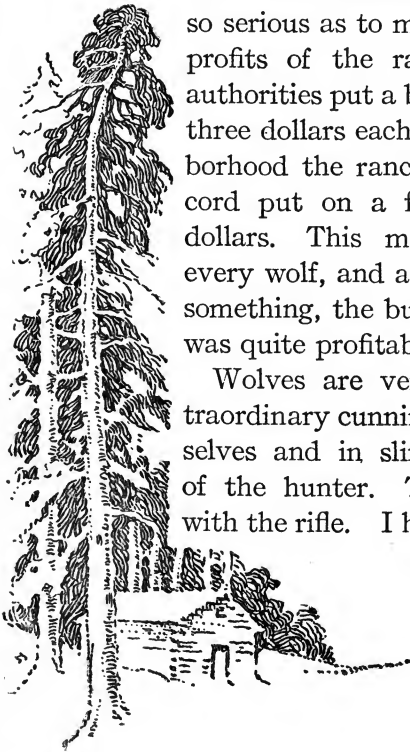 so serious as to m
profits of the ra
authorities put a b
three dollars each
borhood the ranc
cord put on a f
dollars. This m
every wolf, and a
something, the bu
was quite profitab
Wolves are ve
traordinary cunnin
selves and in slin
of the hunter. T
with the rifle. I h